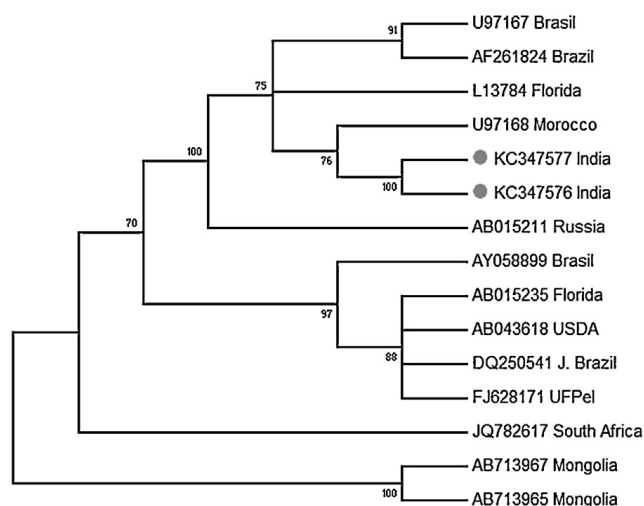 U97167 Brasil
91
AF261824 Brazil
75
L13784 Florida
U97168 Morocco
76
KC347577 India
100
100
KC347576 India
AB015211 Russia
70
AY058899 Brasil
97
AB015235 Florida
AB043618 USDA
88
DQ250541 J. Brazil
FJ628171 UFPel
JQ782617 South Africa
AB713967 Mongolia
100
AB713965 Mongolia